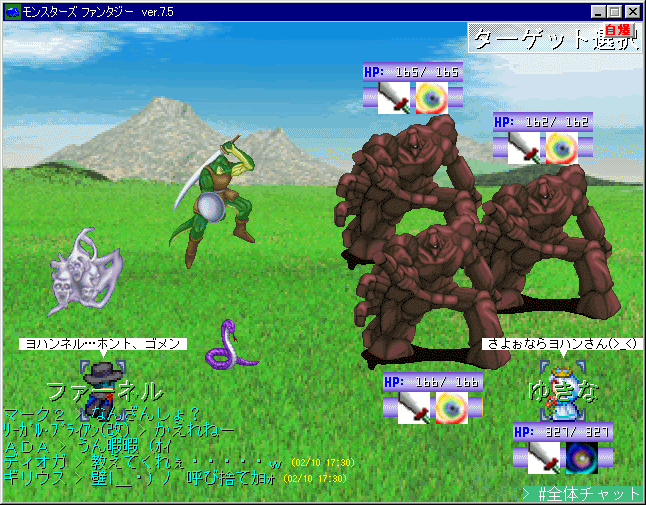 モンスターズ ファンタジー ver.7.5
ターゲット選択
自爆
HP: 165/ 165
HP: 162/ 162
ヨハンネル…ホント、ゴメン
さよぉならヨハンさん(>_<)
ファーネル
ゆきな
HP: 166/ 166
HP: 327/ 327
マーク２ > なんざんしょ？
ﾘｰｶﾞﾙ･ﾌﾞﾗｲｱﾝ(改) > かえれねー
ＡＤＡ > うん暇暇 (ｵｲ
ディオガ > 教えてくれぇ・・・・・ｗ (02/10 17:30)
ギリウス > 壁|__・) ﾉ 呼び捨て加ｫ (02/10 17:30)
> #全体チャット